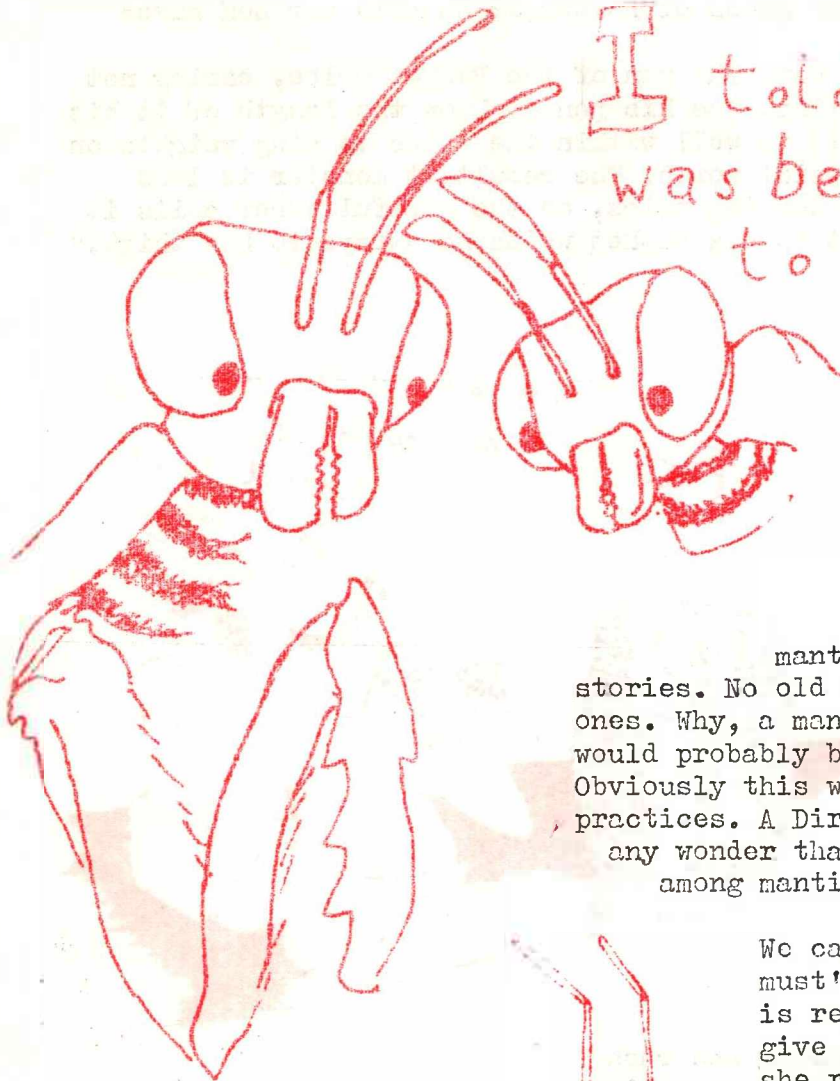 I told
was be
to
mant
stories. No old
ones. Why, a man
would probably b
Obviously this w
practices. A Dir
any wonder tha
among manti
We ca
must'
is re
give
she r